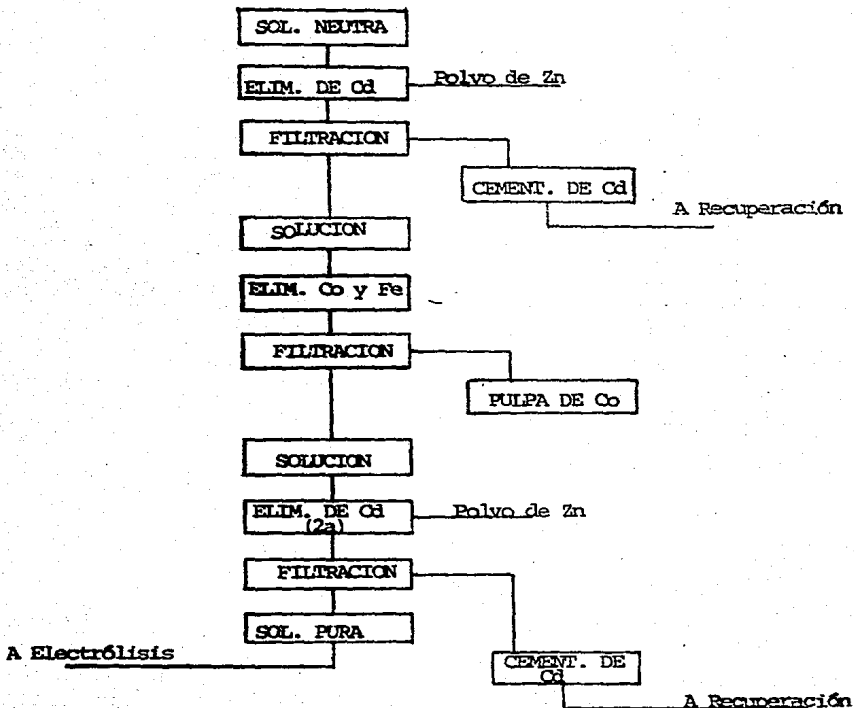 SOL. NEUTRA
ELIM. DE Cd
Polvo de Zn
FILTRACION
CEMENT. DE Cd
A Recuperación
SOLUCION
ELIM. Co y Fe
FILTRACION
PULPA DE Co
SOLUCION
ELIM. DE Cd
(2a)
Polvo de Zn
FILTRACION
SOL. PURA
A Electrólisis
CEMENT. DE
Cd
A Recuperación